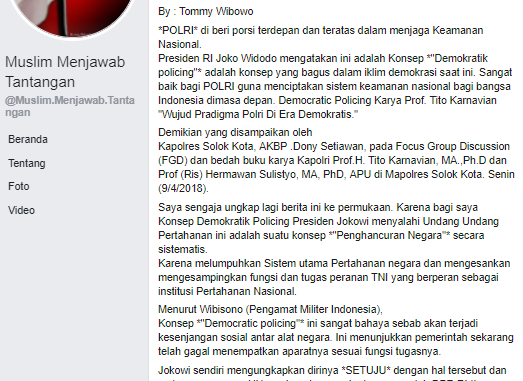 Muslim Menjawab
Tantangan
@Muslim.Menjawab.Tanta
ngan
Beranda
Tentang
Foto
Video
By : Tommy Wibowo
*POLRI* di beri porsi terdepan dan teratas dalam menjaga Keamanan
Nasional.
Presiden RI Joko Widodo mengatakan ini adalah Konsep *"Demokratik
policing"* adalah konsep yang bagus dalam iklim demokrasi saat ini. Sangat
baik bagi POLRI guna menciptakan sistem keamanan nasional bagi bangsa
Indonesia dimasa depan. Democratic Policing Karya Prof. Tito Karnavian
"Wujud Pradigma Polri Di Era Demokratis."
Demikian yang disampaikan oleh
Kapolres Solok Kota, AKBP .Dony Setiawan, pada Focus Group Discussion
(FGD) dan bedah buku karya Kapolri Prof.H. Tito Karnavian, MA.,Ph.D dan
Prof (Ris) Hermawan Sulistyo, MA, PhD, APU di Mapolres Solok Kota. Senin
(9/4/2018).
Saya sengaja ungkap lagi berita ini ke permukaan. Karena bagi saya
Konsep Demokratik Policing Presiden Jokowi menyalahi Undang Undang
Pertahanan ini adalah suatu konsep *"Penghancuran Negara"* secara
sistematis.
Karena melumpuhkan Sistem utama Pertahanan negara dan mengesankan
mengesampingkan fungsi dan tugas peranan TNI yang berperan sebagai
institusi Pertahanan Nasional.
Menurut Wibisono (Pengamat Militer Indonesia),
Konsep *"Democratic policing"* ini sangat bahaya sebab akan terjadi
kesenjangan sosial antar alat negara. Ini menunjukkan pemerintah sekarang
telah gagal menempatkan aparatnya sesuai fungsi tugasnya.
Jokowi sendiri mengungkapkan dirinya *SETUJU* dengan hal tersebut dan